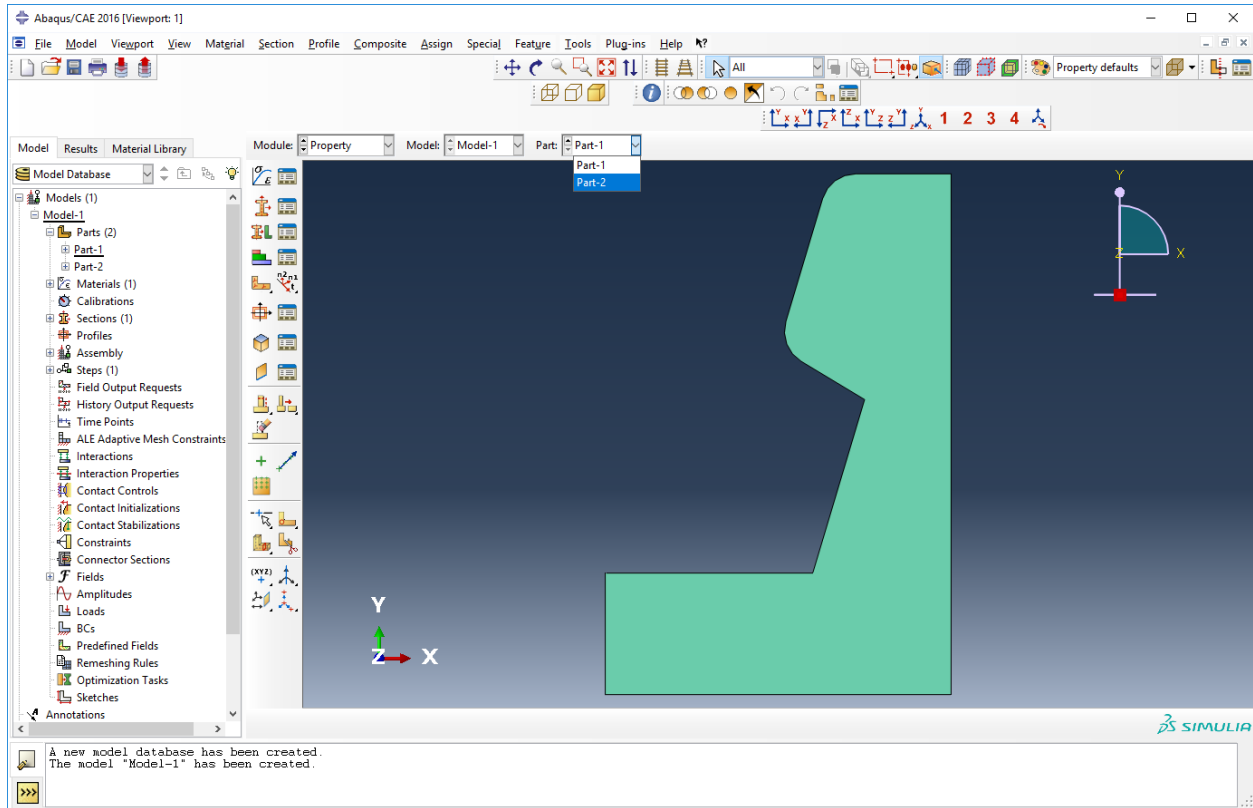 Abaqus/CAE 2016 [Viewport: 1]
File Model Viewport View Material Section Profile Composite Assign Special Feature Tools Plug-ins Help
All Property defaults
1 2 3 4
Model Results Material Library Module: Property Model: Model-1 Part: Part-1
Part-1
Part-2
Model Database
Models (1)
Model-1
Parts (2)
Part-1
Part-2
Materials (1)
Calibrations
Sections (1)
Profiles
Assembly
Steps (1)
Field Output Requests
History Output Requests
Time Points
ALE Adaptive Mesh Constraints
Interactions
Interaction Properties
Contact Controls
Contact Initializations
Contact Stabilizations
Constraints
Connector Sections
Fields
Amplitudes
Loads
BCs
Predefined Fields
Remeshing Rules
Optimization Tasks
Sketches
Annotations
(XYZ)
Y
Z X
Y
Z X
SIMULIA
A new model database has been created.
The model "Model-1" has been created.
>>>